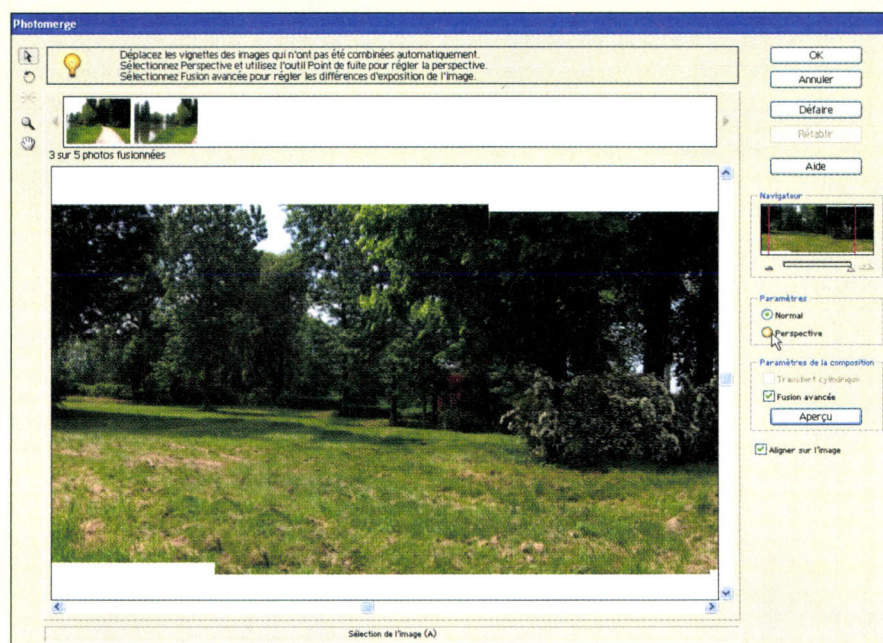 Photomerge
Déplacez les vignettes des images qui n'ont pas été combinées automatiquement.
Sélectionnez Perspective et utilisez l'outil Point de fuite pour régler la perspective.
Sélectionnez Fusion avancée pour régler les différences d'exposition de l'image.
3 sur 5 photos fusionnées
OK
Annuler
Défaire
Rétablir
Aide
Navigateur
Paramètres
Normal
Perspective
Paramètres de la composition
Transfert cylindrique
Fusion avancée
Aperçu
Aligner sur l'image
Sélection de l'image (A)